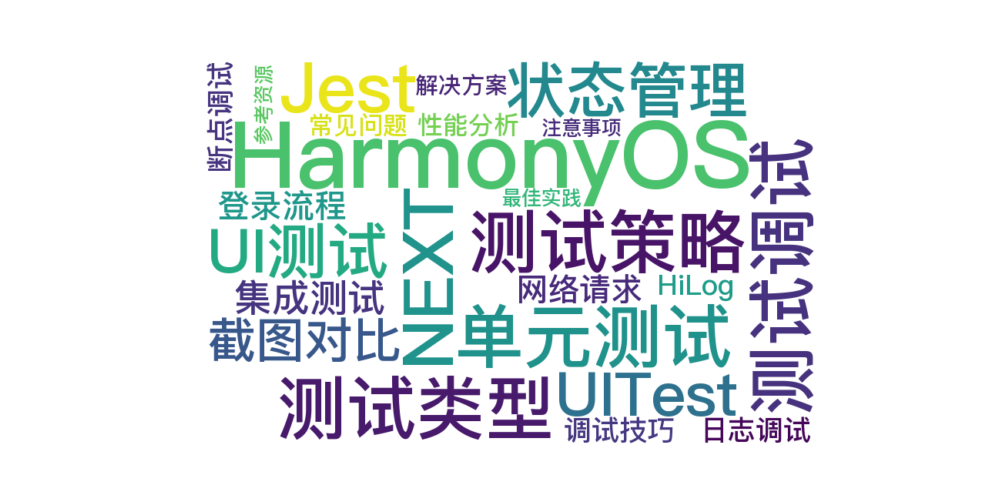 断点调试
参考资源
Jest
解决方案
状态管理
常见问题
性能分析
注意事项
HarmonyOS
测试调试
登录流程
NEXT
最佳实践
UI测试
测试策略
集成测试
网络请求
HiLog
截图对比
单元测试
测试类型
UITest
调试技巧
日志调试